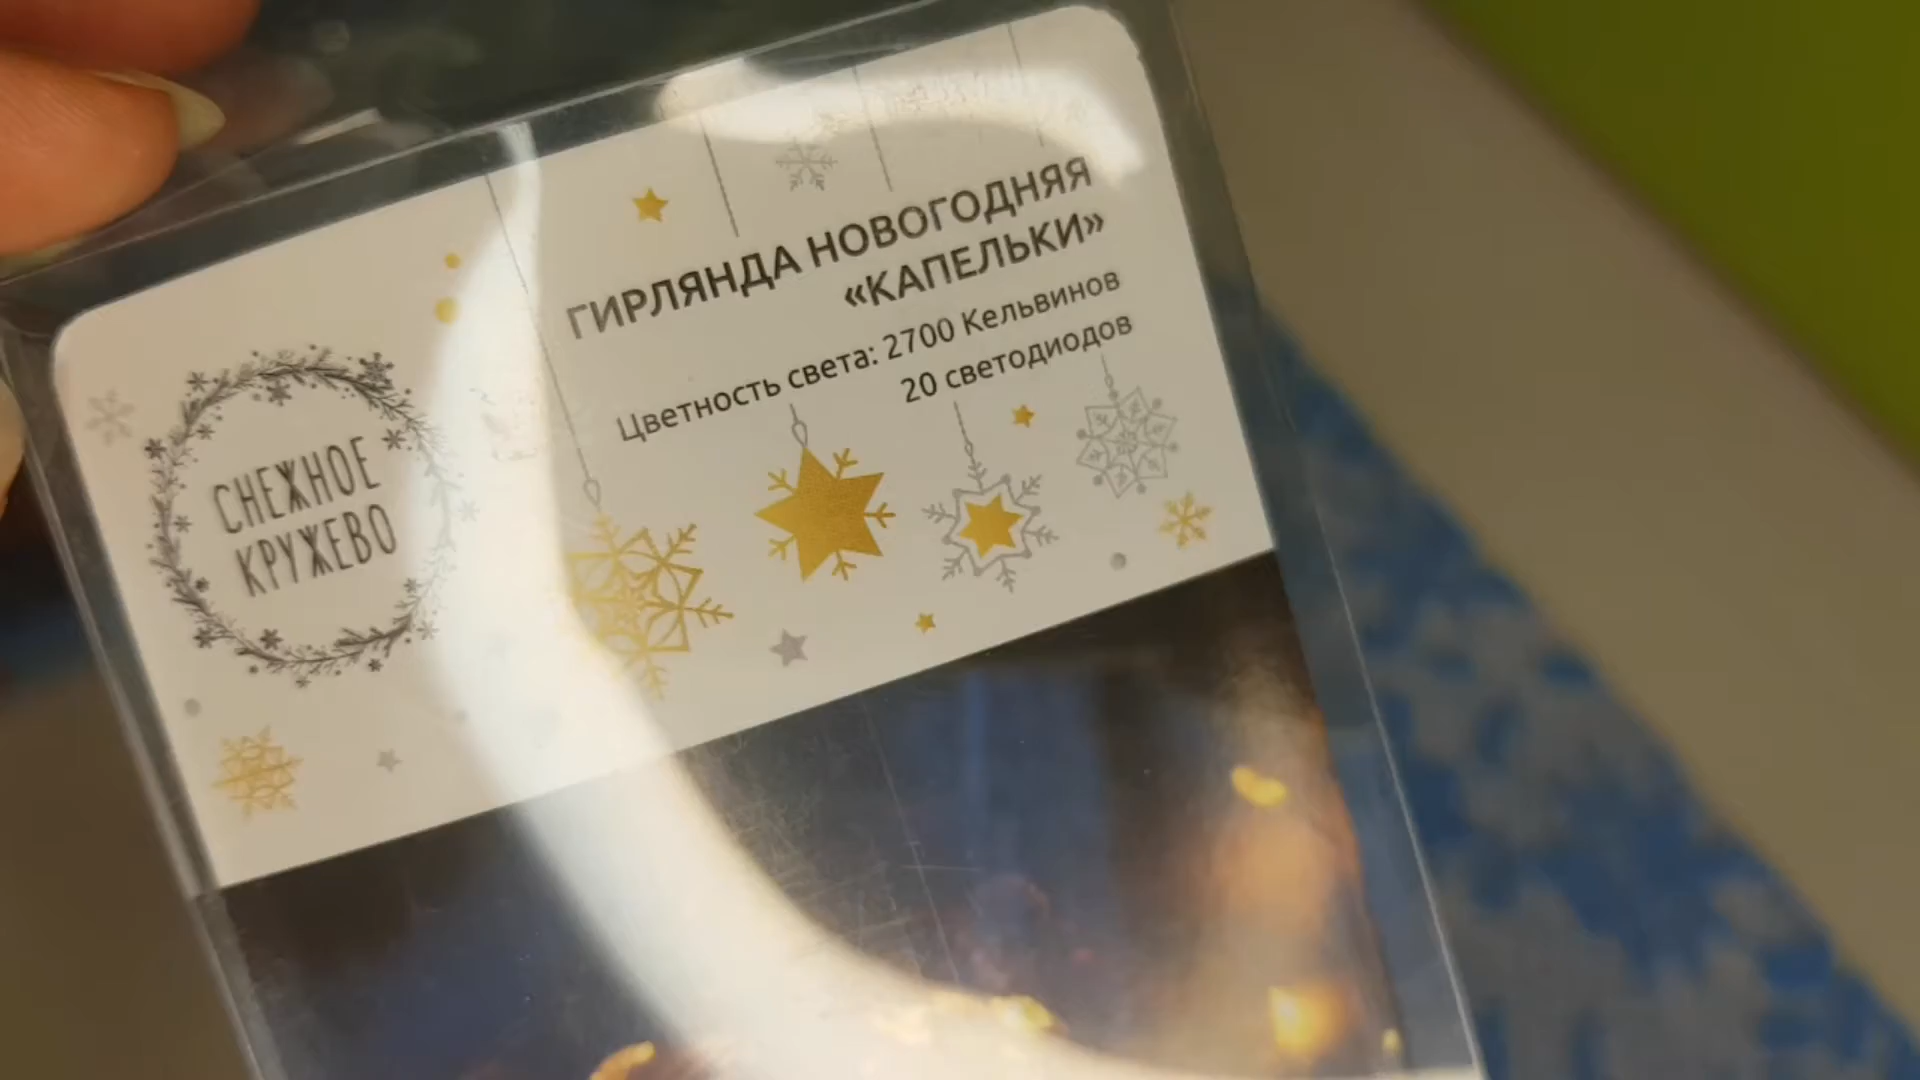 ГИРЛЯНДА НОВОГОДНЯЯ
«КАПЕЛЬКИ»
Цветность света: 2700 Кельвинов
20 светодиодов
СНЕЖНОЕ
КРУЖЕВО